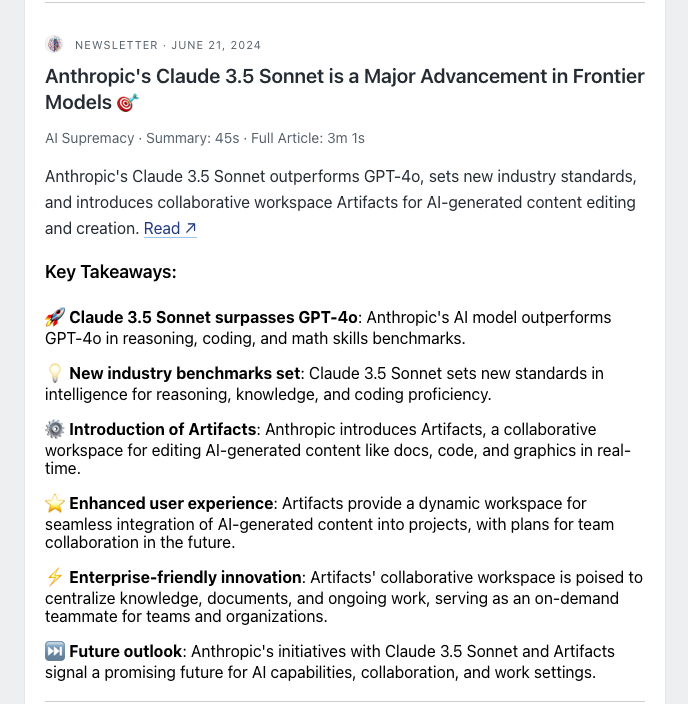 NEWSLETTER · JUNE 21, 2024
Anthropic's Claude 3.5 Sonnet is a Major Advancement in Frontier
Models 🎯
AI Supremacy · Summary: 45s · Full Article: 3m 1s
Anthropic's Claude 3.5 Sonnet outperforms GPT-4o, sets new industry standards,
and introduces collaborative workspace Artifacts for AI-generated content editing
and creation. Read ↗
Key Takeaways:
🚀 Claude 3.5 Sonnet surpasses GPT-4o: Anthropic's AI model outperforms
GPT-4o in reasoning, coding, and math skills benchmarks.
💡 New industry benchmarks set: Claude 3.5 Sonnet sets new standards in
intelligence for reasoning, knowledge, and coding proficiency.
⚙️ Introduction of Artifacts: Anthropic introduces Artifacts, a collaborative
workspace for editing AI-generated content like docs, code, and graphics in real-
time.
⭐ Enhanced user experience: Artifacts provide a dynamic workspace for
seamless integration of AI-generated content into projects, with plans for team
collaboration in the future.
⚡ Enterprise-friendly innovation: Artifacts' collaborative workspace is poised to
centralize knowledge, documents, and ongoing work, serving as an on-demand
teammate for teams and organizations.
⏭️ Future outlook: Anthropic's initiatives with Claude 3.5 Sonnet and Artifacts
signal a promising future for AI capabilities, collaboration, and work settings.